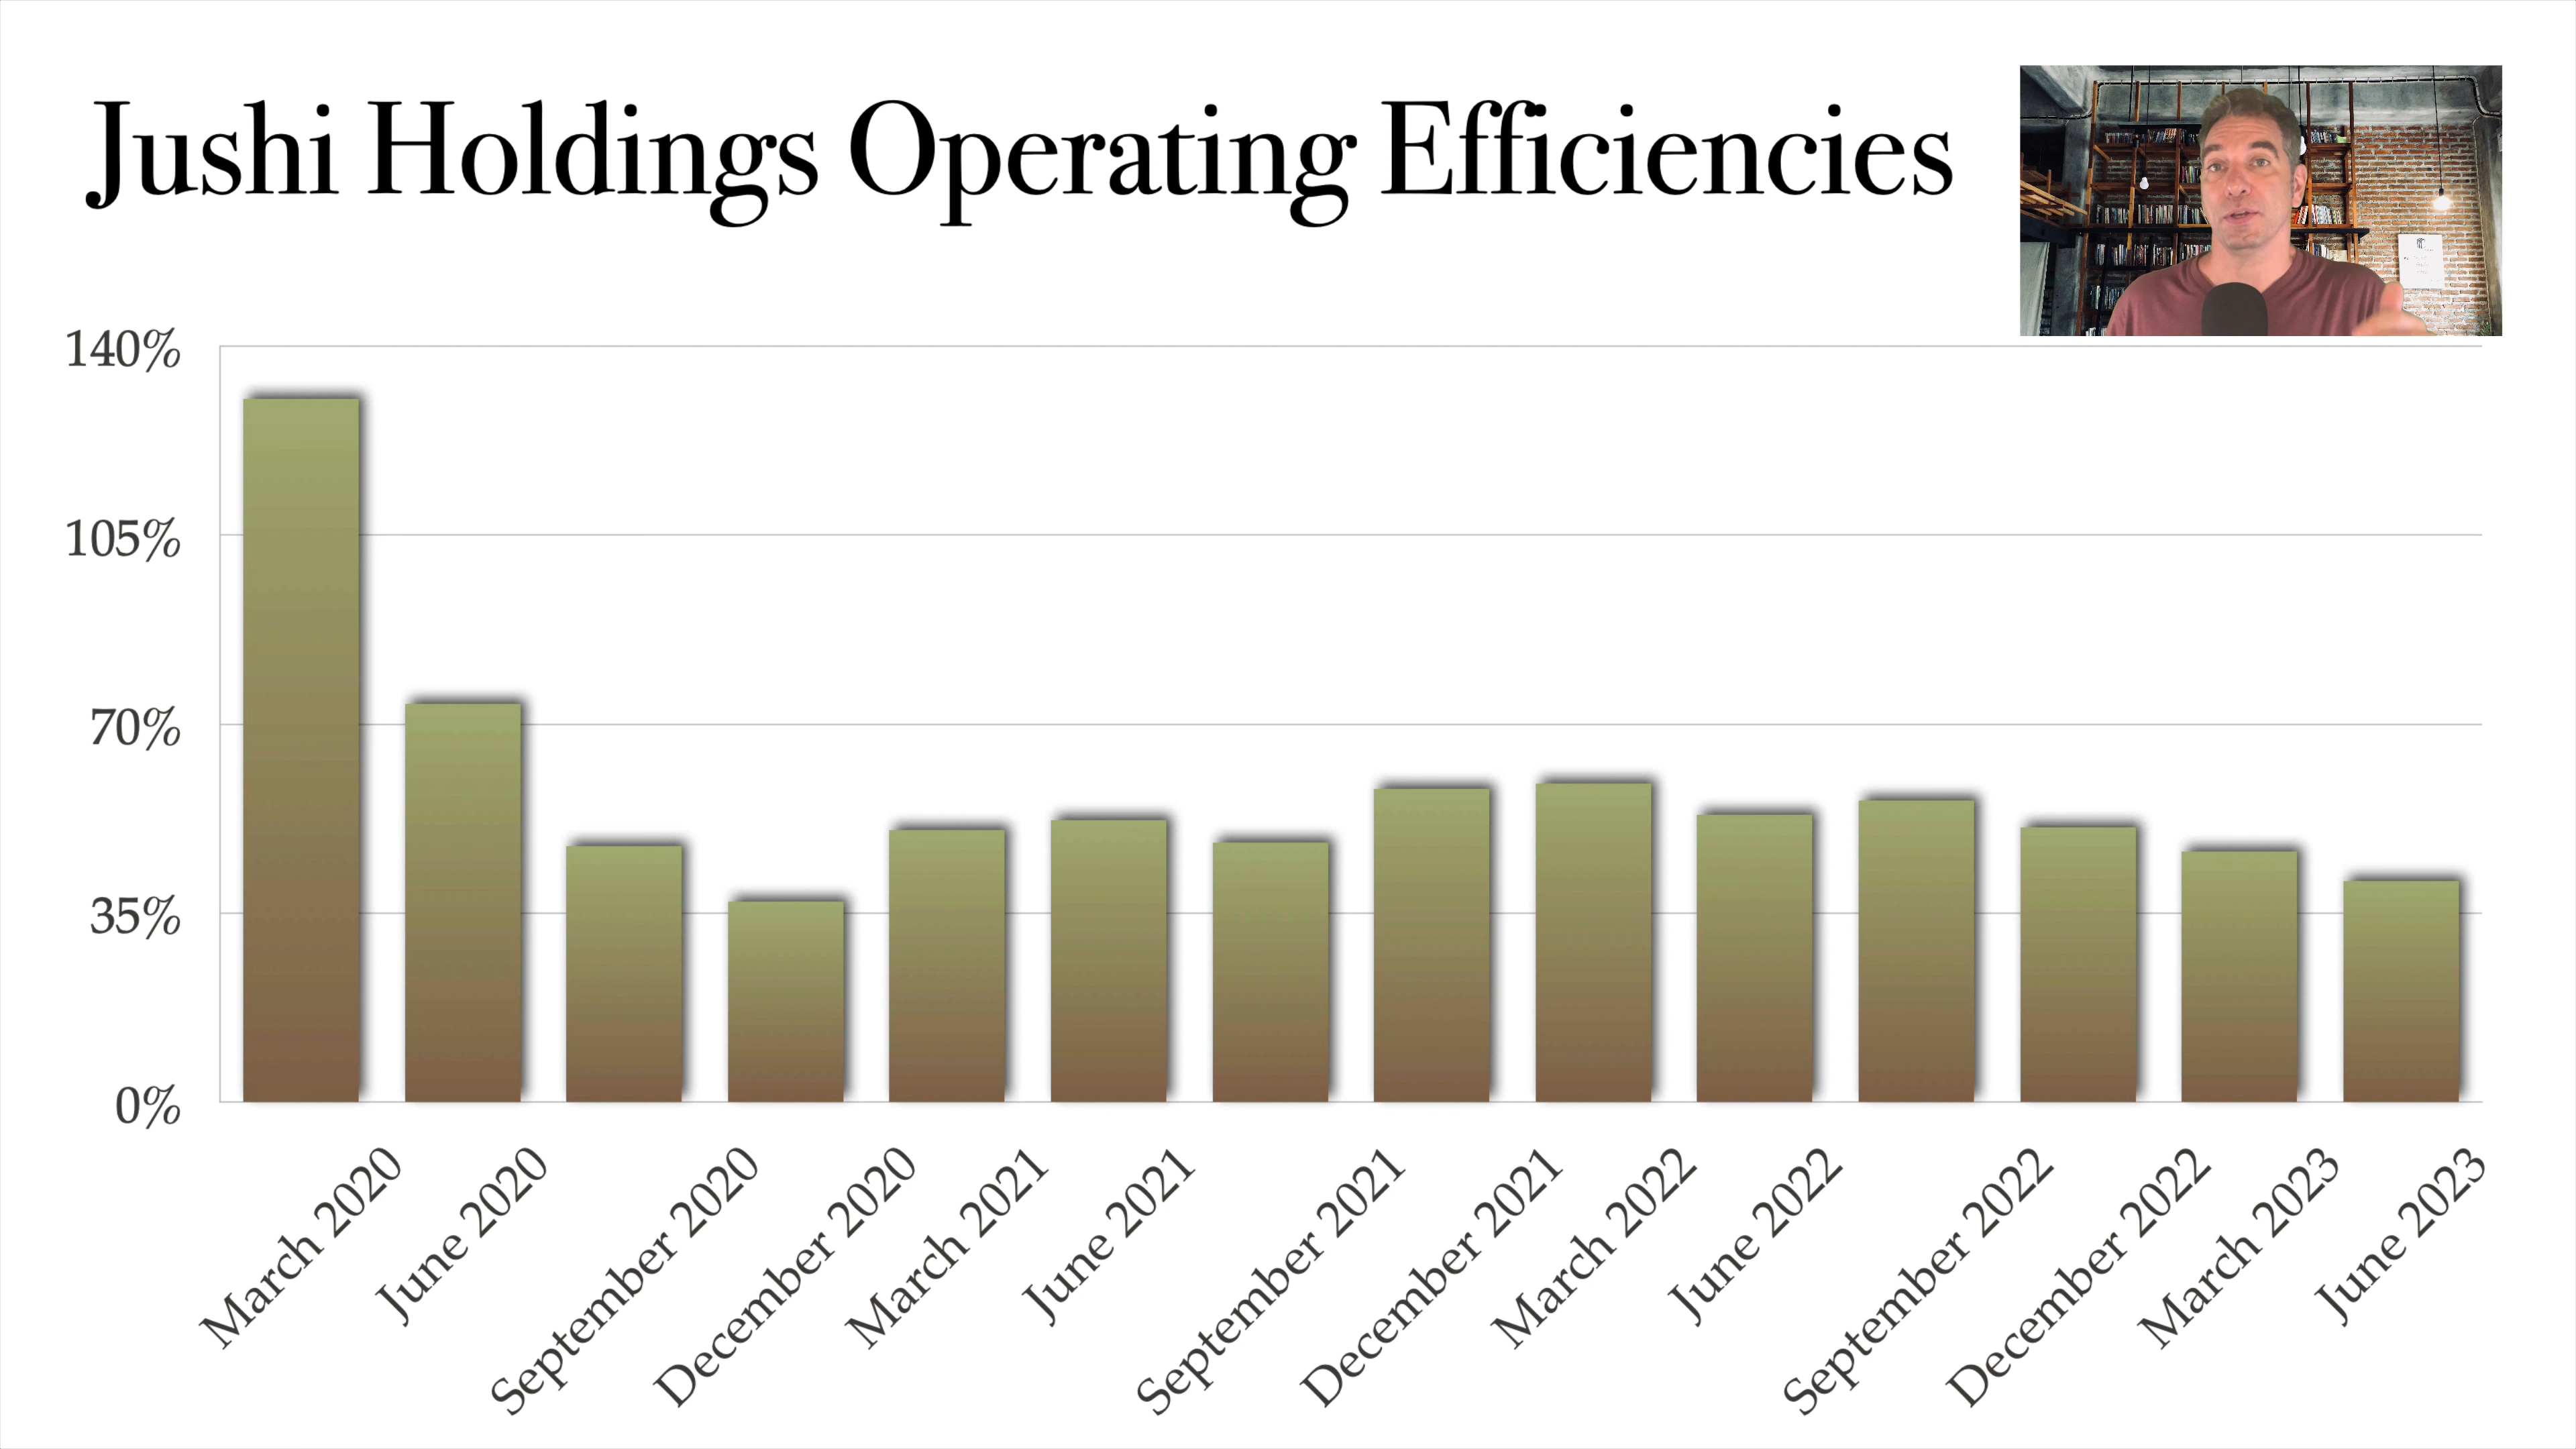 Jushi Holdings Operating Efficiencies
140%
105%
70%
35%
0%
March 2020
June 2020
September 2020
December 2020
March 2021
June 2021
September 2021
December 2021
March 2022
June 2022
September 2022
December 2022
March 2023
June 2023